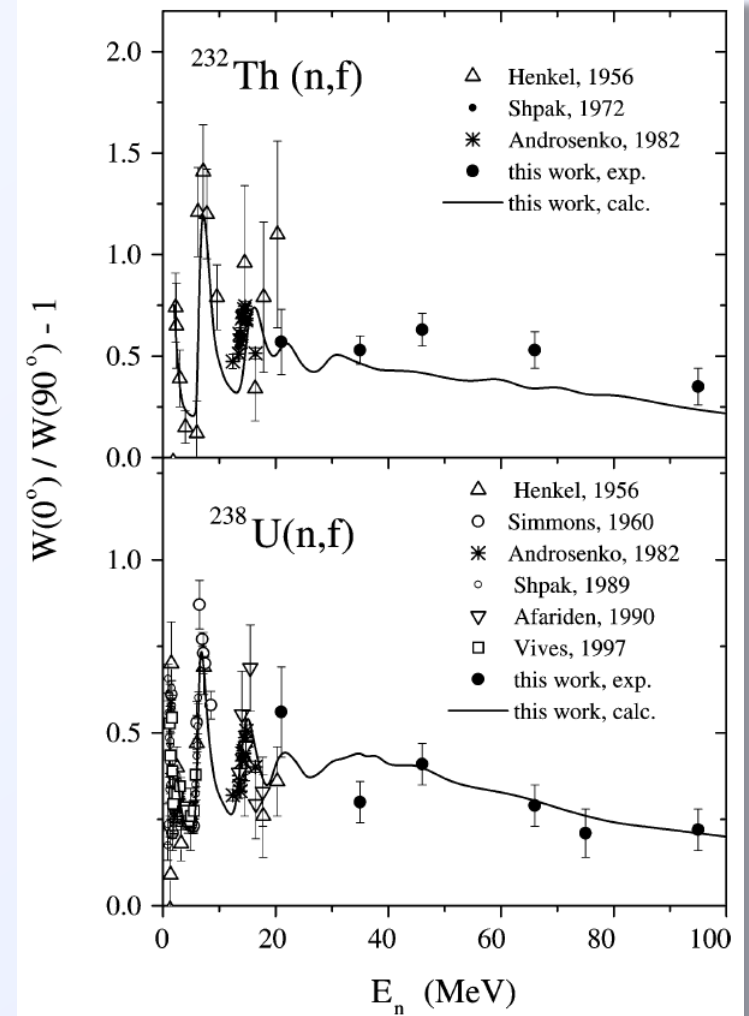 W(0°) / W(90°) - 1
2.0
1.5
1.0
0.5
0.0
²³²Th (n,f)
Henkel, 1956
Shpak, 1972
Androsenko, 1982
this work, exp.
this work, calc.
1.0
0.5
0.0
²³⁸U(n,f)
Henkel, 1956
Simmons, 1960
Androsenko, 1982
Shpak, 1989
Afariden, 1990
Vives, 1997
this work, exp.
this work, calc.
0 20 40 60 80 100
Eₙ (MeV)